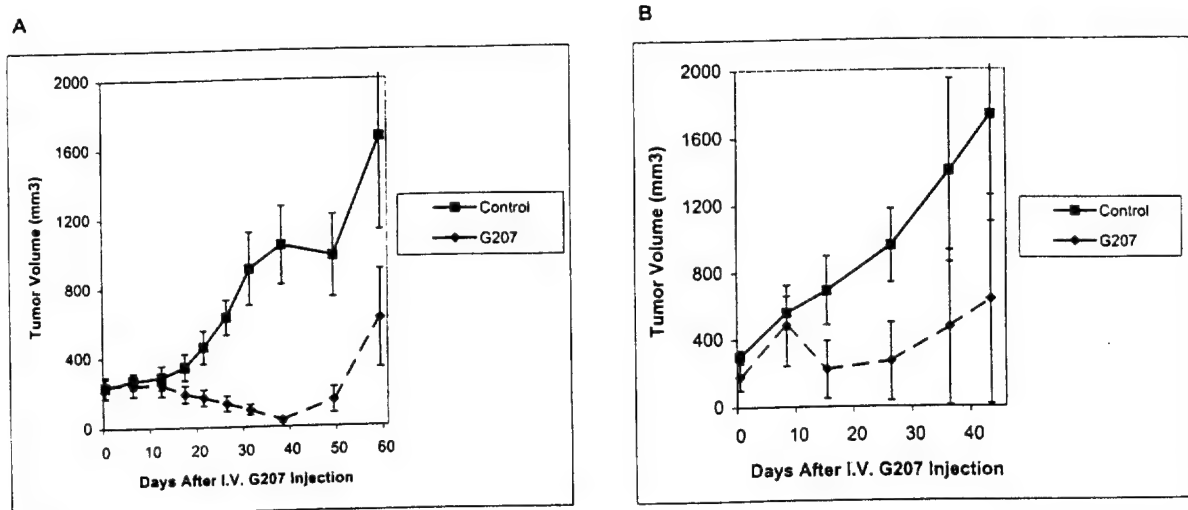 A
2000
1600
1200
800
400
0
Tumor Volume (mm3)
0 10 20 30 40 50 60
Days After I.V. G207 Injection
Control
G207
B
2000
1600
1200
800
400
0
Tumor Volume (mm3)
0 10 20 30 40
Days After I.V. G207 Injection
Control
G207